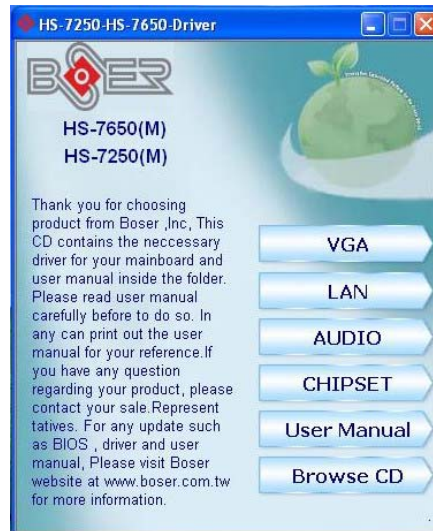 HS-7250-HS-7650-Driver
BOSER
HS-7650(M)
HS-7250(M)
Thank you for choosing
product from Boser ,Inc, This
CD contains the neccessary
driver for your mainboard and
user manual inside the folder.
Please read user manual
carefully before to do so. In
any can print out the user
manual for your reference.If
you have any question
regarding your product, please
contact your sale.Represent
tatives. For any update such
as BIOS , driver and user
manual, Please visit Boser
website at www.boser.com.tw
for more information.
VGA
LAN
AUDIO
CHIPSET
User Manual
Browse CD